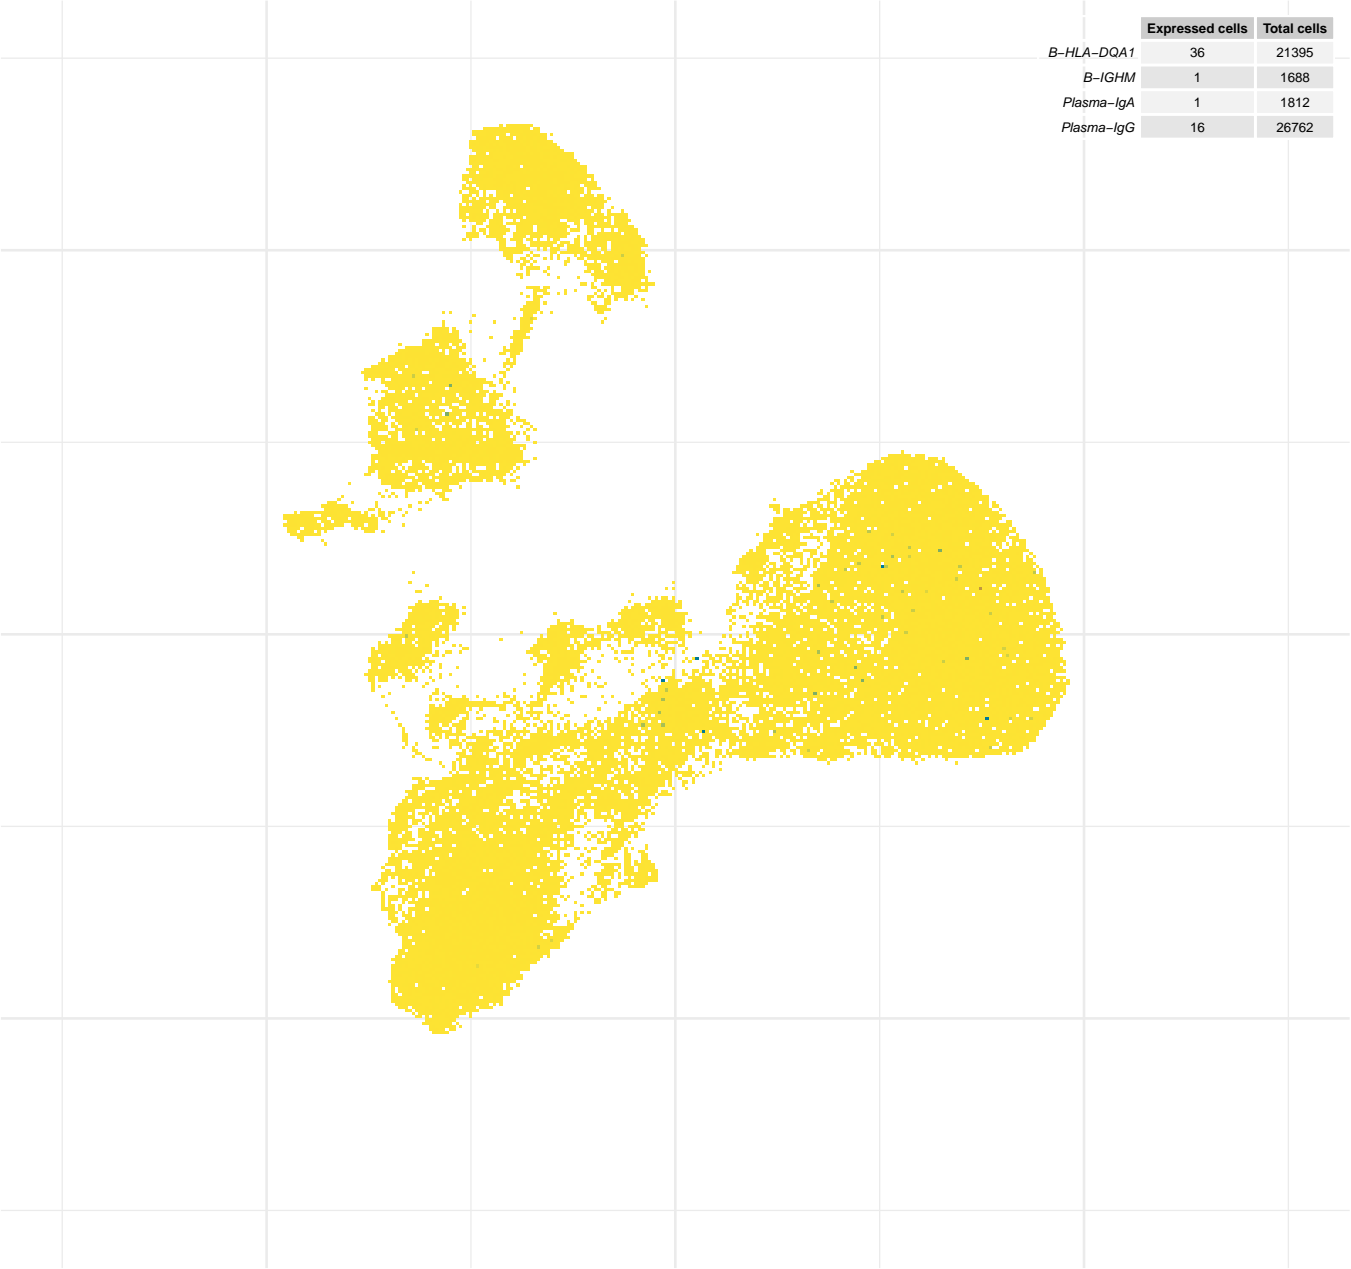 Expressed cells Total cells
B−HLA−DQA1 36 21395
B−IGHM 1 1688
Plasma−IgA 1 1812
Plasma−IgG 16 26762